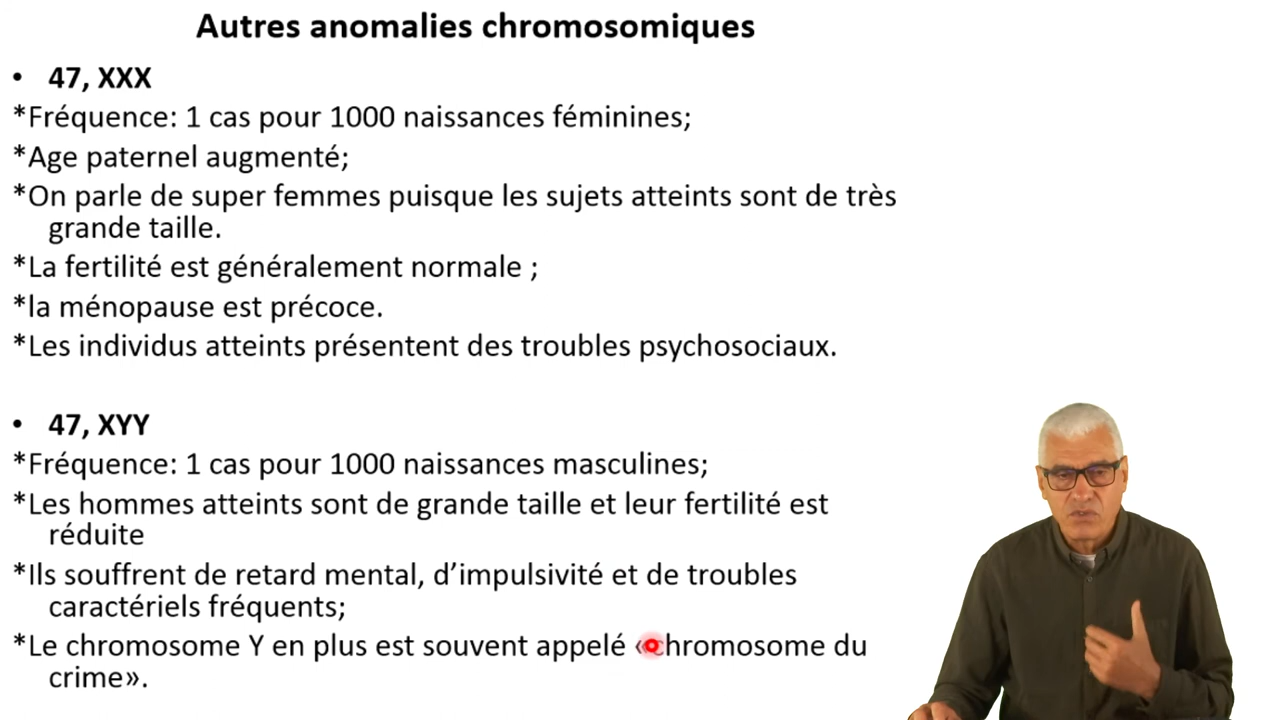 Autres anomalies chromosomiques
• 47, XXX
*Fréquence: 1 cas pour 1000 naissances féminines;
*Age paternel augmenté;
*On parle de super femmes puisque les sujets atteints sont de très
grande taille.
*La fertilité est généralement normale ;
*la ménopause est précoce.
*Les individus atteints présentent des troubles psychosociaux.
• 47, XYY
*Fréquence: 1 cas pour 1000 naissances masculines;
*Les hommes atteints sont de grande taille et leur fertilité est
réduite
*Ils souffrent de retard mental, d’impulsivité et de troubles
caractériels fréquents;
*Le chromosome Y en plus est souvent appelé «chromosome du
crime».